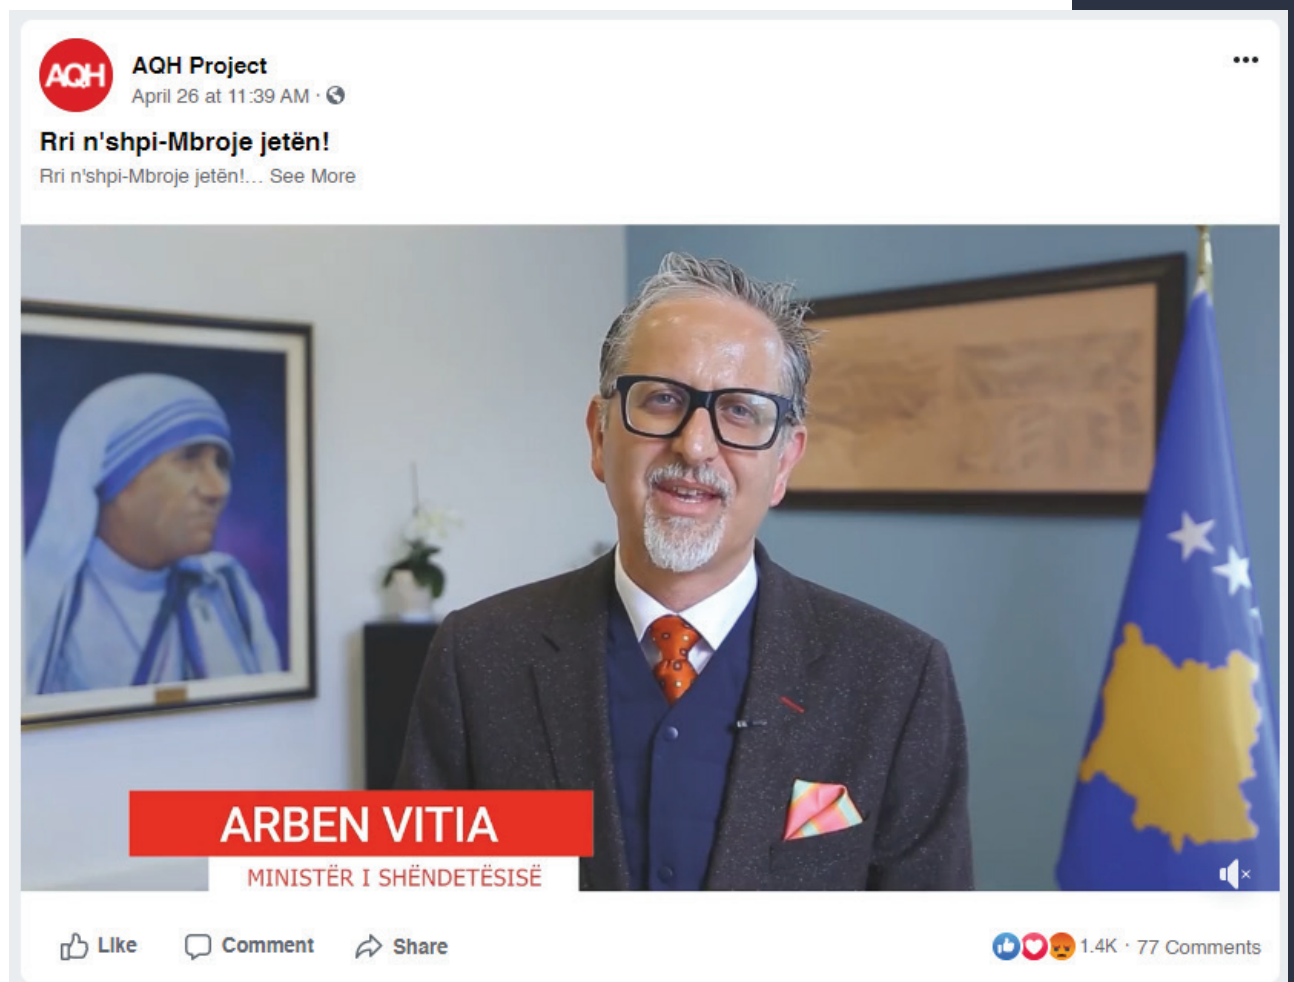 AQH
AQH Project
April 26 at 11:39 AM ·
Rri n'shpi-Mbroje jetën!
Rri n'shpi-Mbroje jetën!... See More
ARBEN VITIA
MINISTËR I SHËNDETËSISË
Like Comment Share 1.4K · 77 Comments